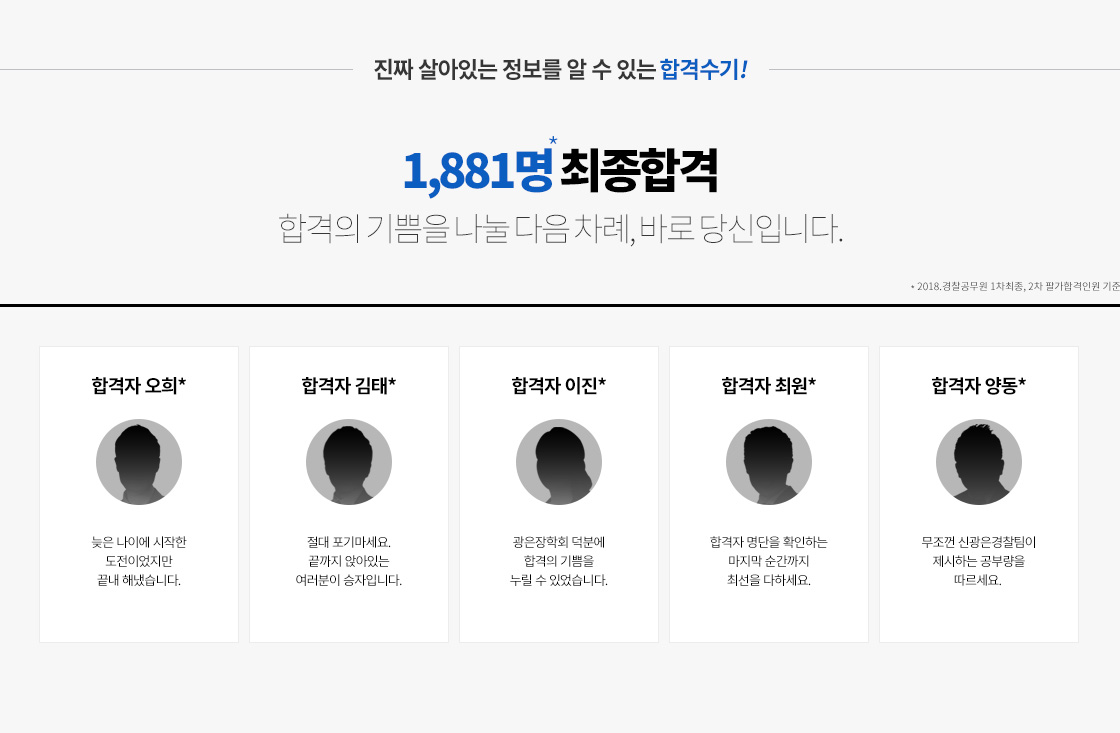 진짜 살아있는 정보를 알 수 있는 합격수기!
1,881명* 최종합격
합격의 기쁨을 나눌 다음 차례, 바로 당신입니다.
* 2018.경찰공무원 1차최종, 2차 필기합격인원 기준
합격자 오희*
늦은 나이에 시작한
도전이었지만
끝내 해냈습니다.
합격자 김태*
절대 포기마세요.
끝까지 앉아있는
여러분이 승자입니다.
합격자 이진*
광은장학회 덕분에
합격의 기쁨을
누릴 수 있었습니다.
합격자 최원*
합격자 명단을 확인하는
마지막 순간까지
최선을 다하세요.
합격자 양동*
무조껀 신광은경찰팀이
제시하는 공부량을
따르세요.